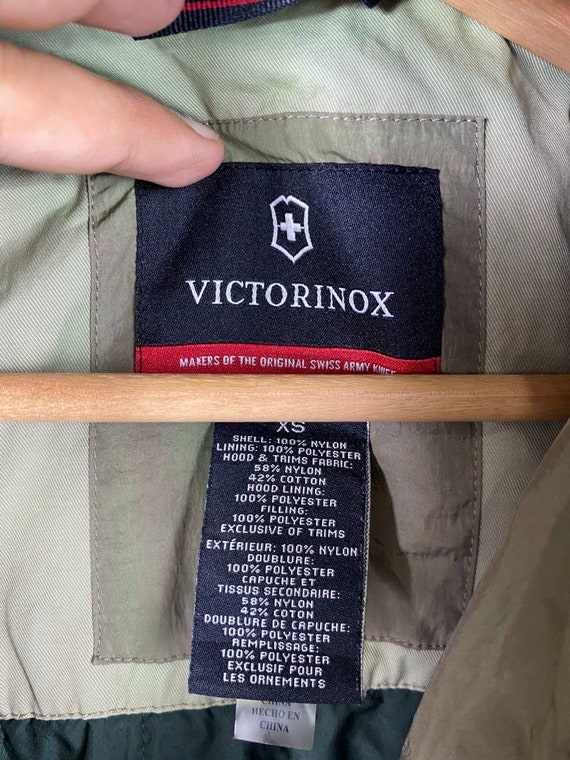 VICTORINOX
MAKERS OF THE ORIGINAL SWISS ARMY KNIFE
XS
SHELL: 100% NYLON
LINING: 100% POLYESTER
HOOD & TRIMS FABRIC:
58% NYLON
42% COTTON
HOOD LINING:
100% POLYESTER
FILLING:
100% POLYESTER
EXCLUSIVE OF TRIMS
EXTÉRIEUR: 100% NYLON
DOUBLURE:
100% POLYESTER
CAPUCHE ET
TISSUS SECONDAIRE:
58% NYLON
42% COTON
DOUBLURE DE CAPUCHE:
100% POLYESTER
REMPLISSAGE:
100% POLYESTER
EXCLUSIF POUR
LES ORNEMENTS
CHINA
HECHO EN
CHINA